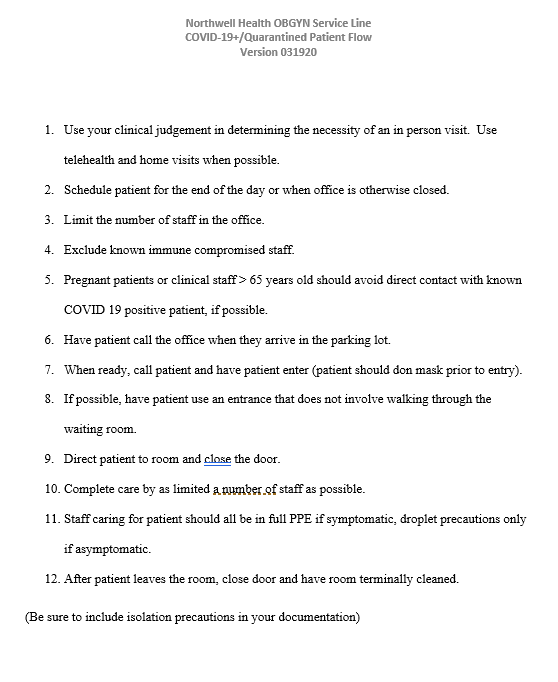 Northwell Health OBGYN Service Line
COVID-19+/Quarantined Patient Flow
Version 031920
1. Use your clinical judgement in determining the necessity of an in person visit.  Use
telehealth and home visits when possible.
2. Schedule patient for the end of the day or when office is otherwise closed.
3. Limit the number of staff in the office.
4. Exclude known immune compromised staff.
5. Pregnant patients or clinical staff > 65 years old should avoid direct contact with known
COVID 19 positive patient, if possible.
6. Have patient call the office when they arrive in the parking lot.
7. When ready, call patient and have patient enter (patient should don mask prior to entry).
8. If possible, have patient use an entrance that does not involve walking through the
waiting room.
9. Direct patient to room and close the door.
10. Complete care by as limited a number of staff as possible.
11. Staff caring for patient should all be in full PPE if symptomatic, droplet precautions only
if asymptomatic.
12. After patient leaves the room, close door and have room terminally cleaned.
(Be sure to include isolation precautions in your documentation)